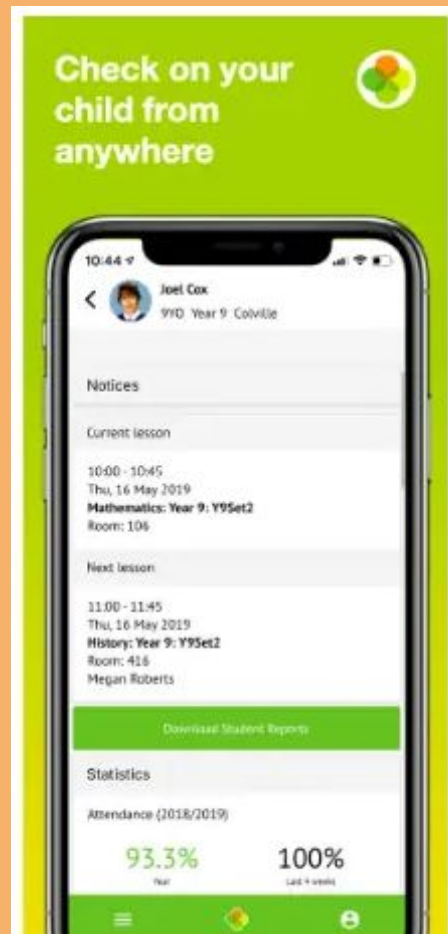 Check on your
child from
anywhere
10:44
Joel Cox
9YO Year 9 Colville
Notices
Current lesson
10:00 - 10:45
Thu, 16 May 2019
Mathematics: Year 9: Y9Set2
Room: 106
Next lesson
11:00 - 11:45
Thu, 16 May 2019
History: Year 9: Y9Set2
Room: 416
Megan Roberts
Download Student Reports
Statistics
Attendance (2018/2019)
93.3% 100%
Year Last 4 weeks